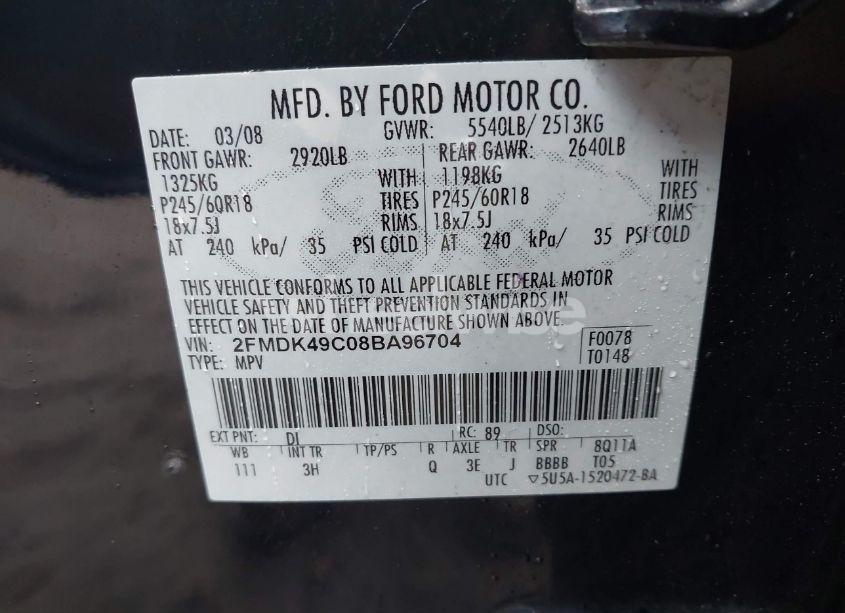 MFD. BY FORD MOTOR CO.
DATE: 03/08 GVWR: 5540LB/ 2513KG
FRONT GAWR: 2920LB REAR GAWR: 2640LB
1325KG WITH 1198KG WITH
P245/60R18 TIRES P245/60R18 TIRES
18x7.5J RIMS 18x7.5J RIMS
AT 240 kPa/ 35 PSI COLD AT 240 kPa/ 35 PSI COLD
THIS VEHICLE CONFORMS TO ALL APPLICABLE FEDERAL MOTOR
VEHICLE SAFETY AND THEFT PREVENTION STANDARDS IN
EFFECT ON THE DATE OF MANUFACTURE SHOWN ABOVE.
VIN: 2FMDK49C08BA96704 F0078
TYPE: MPV T0148
EXT PNT: DI RC: 89 DSO:
WB INT TR TP/PS R AXLE TR SPR 8Q11A
111 3H Q 3E J BBBB T05
UTC ▽5U5A-1520472-BA